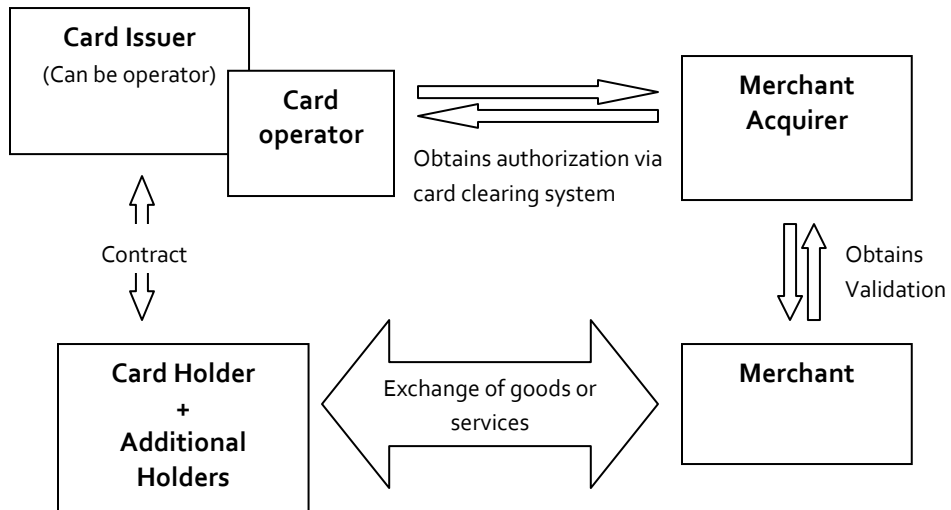 Card Issuer
(Can be operator)
Card
operator
Obtains authorization via
card clearing system
Merchant
Acquirer
Contract
Obtains
Validation
Card Holder
+
Additional
Holders
Exchange of goods or
services
Merchant